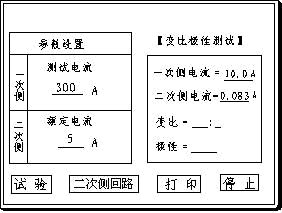 参数设置
一次侧
测试电流
300 A
二次侧
额定电流
5 A
【变比极性测试】
一次侧电流 = 10.0 A
二次侧电流=0.083 A
变比 = ___:_
极性 = ____
试 验
二次侧回路
打 印
停 止